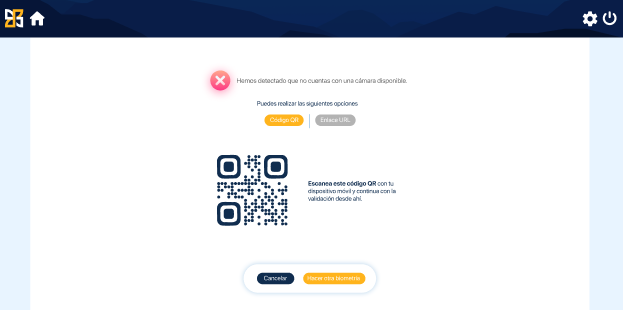 Hemos detectado que no cuentas con una cámara disponible.
Puedes realizar las siguientes opciones
Código QR
Enlace URL
Escanea este código QR con tu
dispositivo móvil y continua con la
validación desde ahí.
Cancelar
Hacer otra biometría